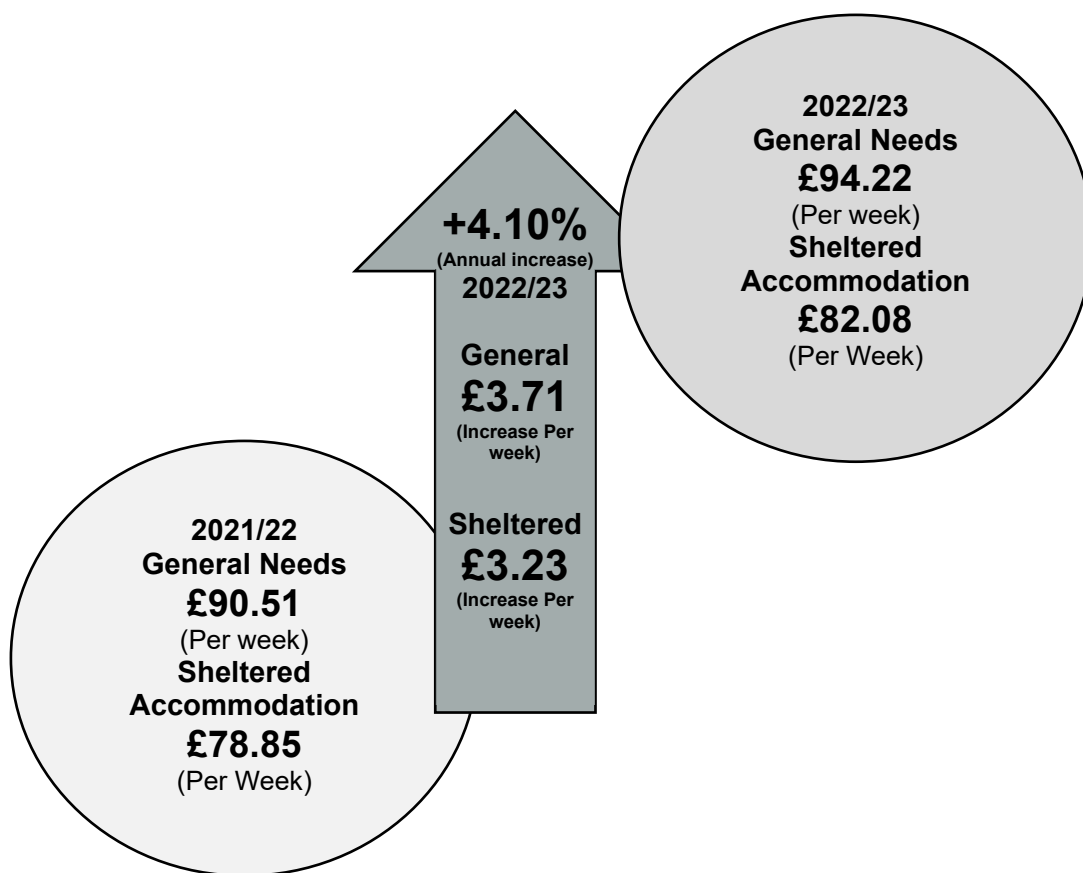 2022/23
General Needs
£94.22
(Per week)
Sheltered
Accommodation
£82.08
(Per Week)
+4.10%
(Annual increase)
2022/23
General
£3.71
(Increase Per
week)
Sheltered
£3.23
(Increase Per
week)
2021/22
General Needs
£90.51
(Per week)
Sheltered
Accommodation
£78.85
(Per Week)